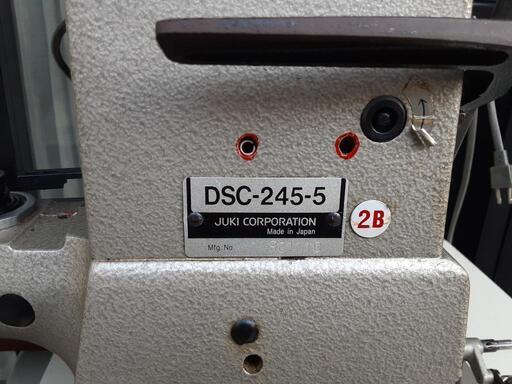 DSC-245-5
JUKI CORPORATION
Made in Japan
Mfg. No.
2B